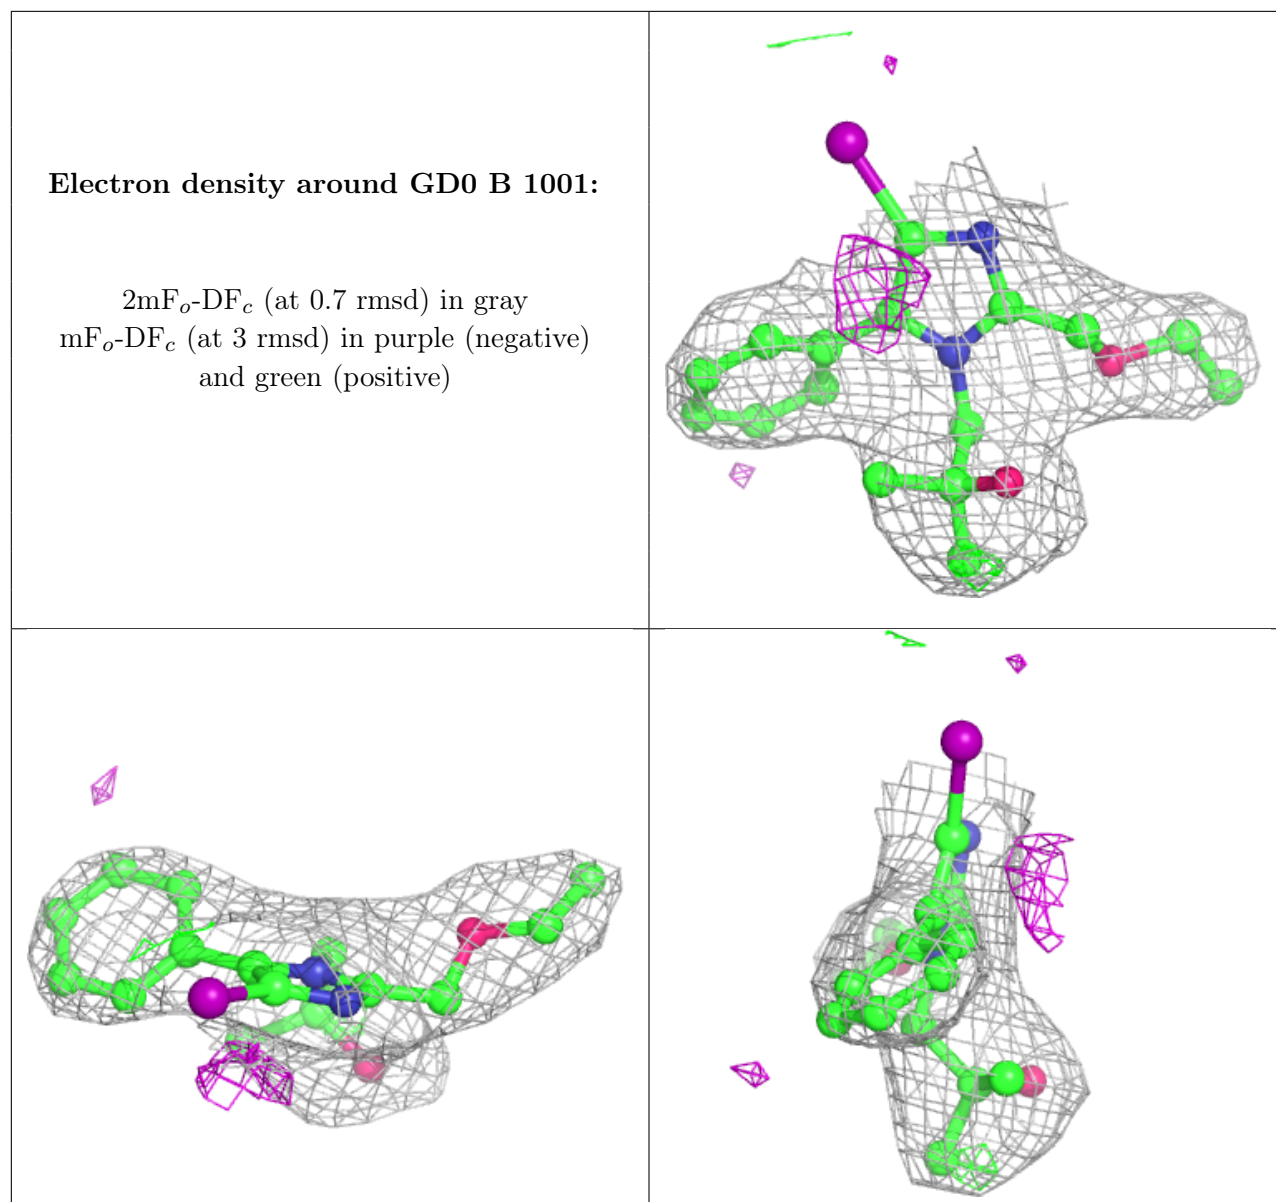 Electron density around GD0 B 1001:
2mFo-DFc (at 0.7 rmsd) in gray
mFo-DFc (at 3 rmsd) in purple (negative)
and green (positive)